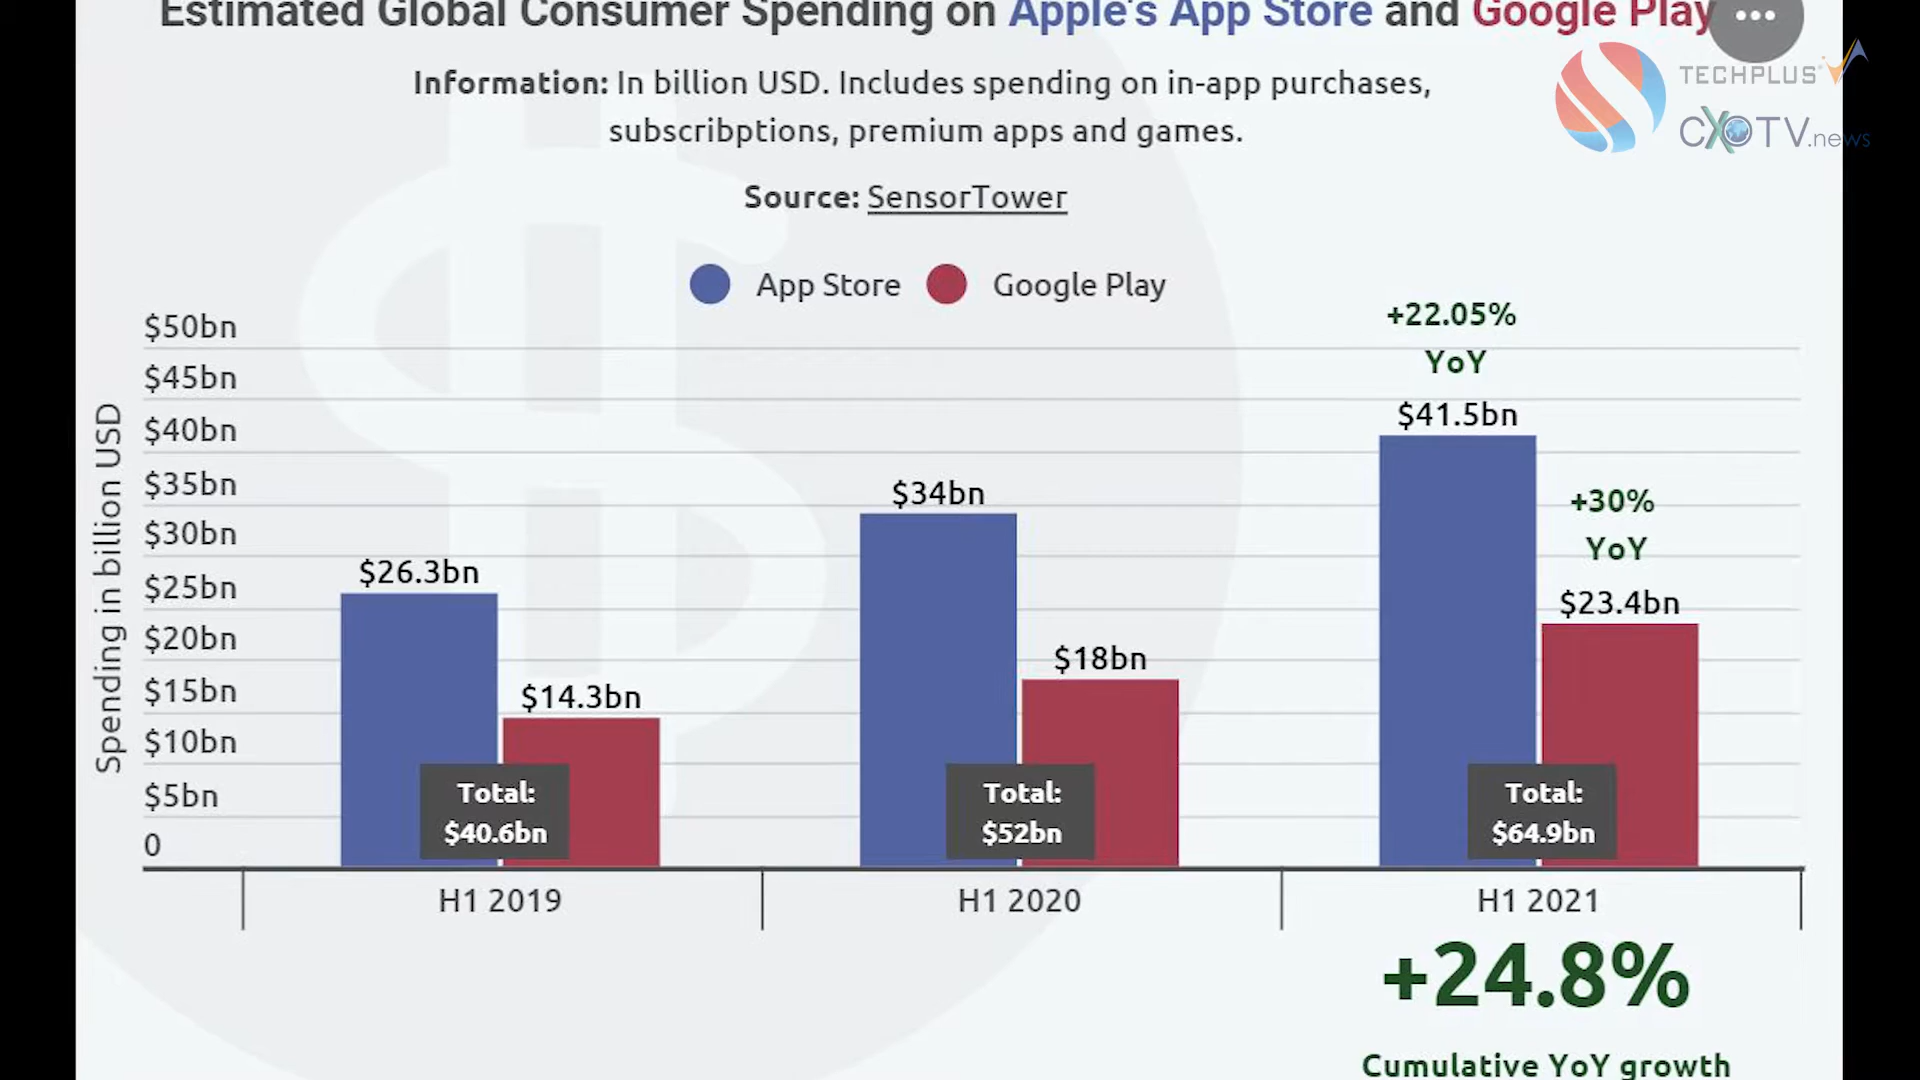 Estimated Global Consumer Spending on Apple's App Store and Google Play
...
TECHPLUS
CXOTV.news
Information: In billion USD. Includes spending on in-app purchases,
subscribptions, premium apps and games.
Source: SensorTower
App Store
Google Play
Spending in billion USD
$50bn
$45bn
$40bn
$35bn
$30bn
$25bn
$20bn
$15bn
$10bn
$5bn
0
$26.3bn
$14.3bn
Total:
$40.6bn
$34bn
$18bn
Total:
$52bn
+22.05%
YoY
$41.5bn
+30%
YoY
$23.4bn
Total:
$64.9bn
H1 2019
H1 2020
H1 2021
+24.8%
Cumulative YoY growth